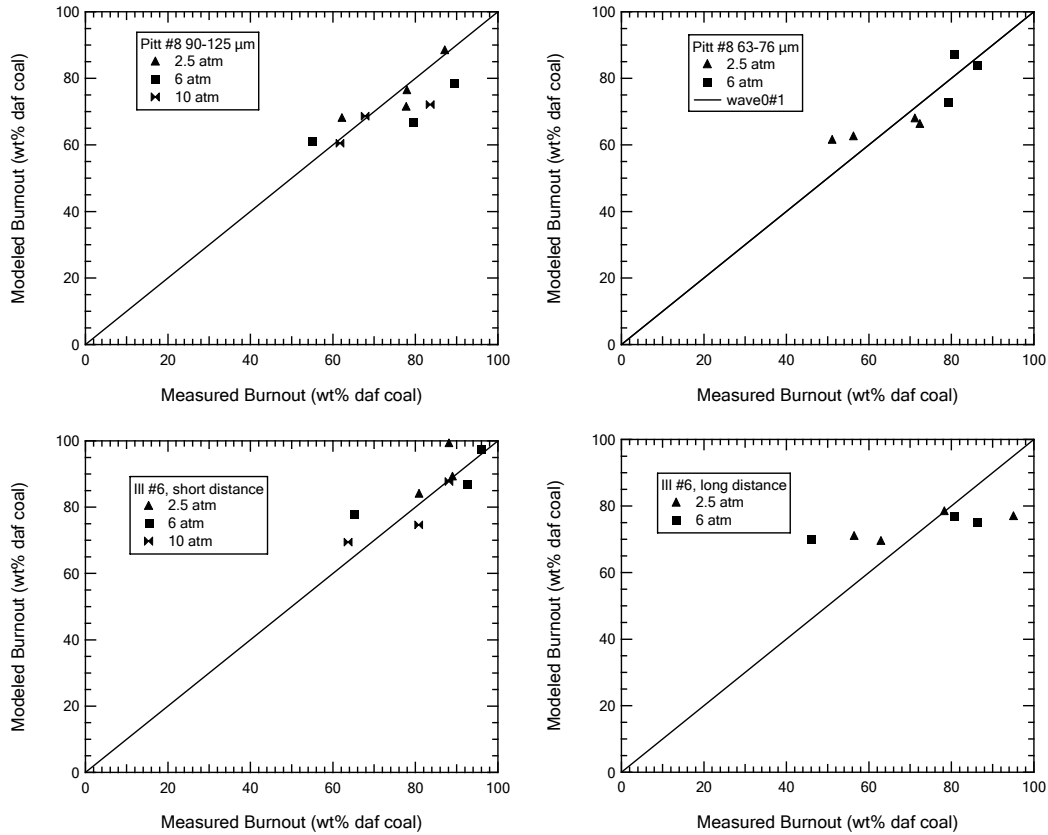 Modeled Burnout (wt% daf coal)
100
80
60
40
20
0
Pitt #8 90-125 µm
2.5 atm
6 atm
10 atm
0 20 40 60 80 100
Measured Burnout (wt% daf coal)
Modeled Burnout (wt% daf coal)
100
80
60
40
20
0
Pitt #8 63-76 µm
2.5 atm
6 atm
wave0#1
0 20 40 60 80 100
Measured Burnout (wt% daf coal)
Modeled Burnout (wt% daf coal)
100
80
60
40
20
0
Ill #6, short distance
2.5 atm
6 atm
10 atm
0 20 40 60 80 100
Measured Burnout (wt% daf coal)
Modeled Burnout (wt% daf coal)
100
80
60
40
20
0
Ill #6, long distance
2.5 atm
6 atm
0 20 40 60 80 100
Measured Burnout (wt% daf coal)